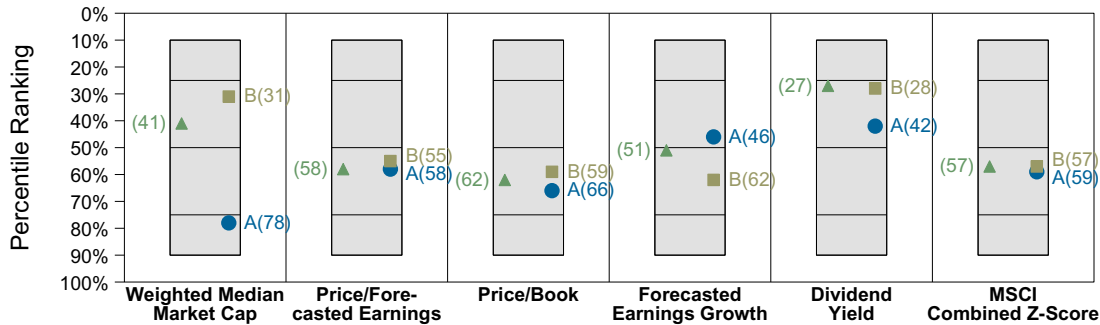 Percentile Ranking
0%
10%
20%
30%
40%
50%
60%
70%
80%
90%
100%
(41)
B(31)
A(78)
(58)
B(55)
A(58)
(62)
B(59)
A(66)
(51)
A(46)
B(62)
(27)
B(28)
A(42)
(57)
B(57)
A(59)
Weighted Median
Market Cap
Price/Fore-
casted Earnings
Price/Book
Forecasted
Earnings Growth
Dividend
Yield
MSCI
Combined Z-Score